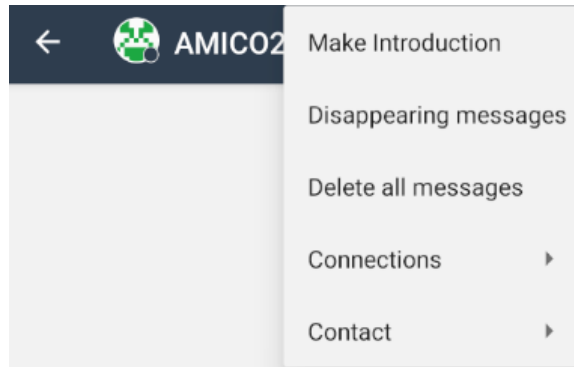 AMICO2
Make Introduction
Disappearing messages
Delete all messages
Connections
Contact